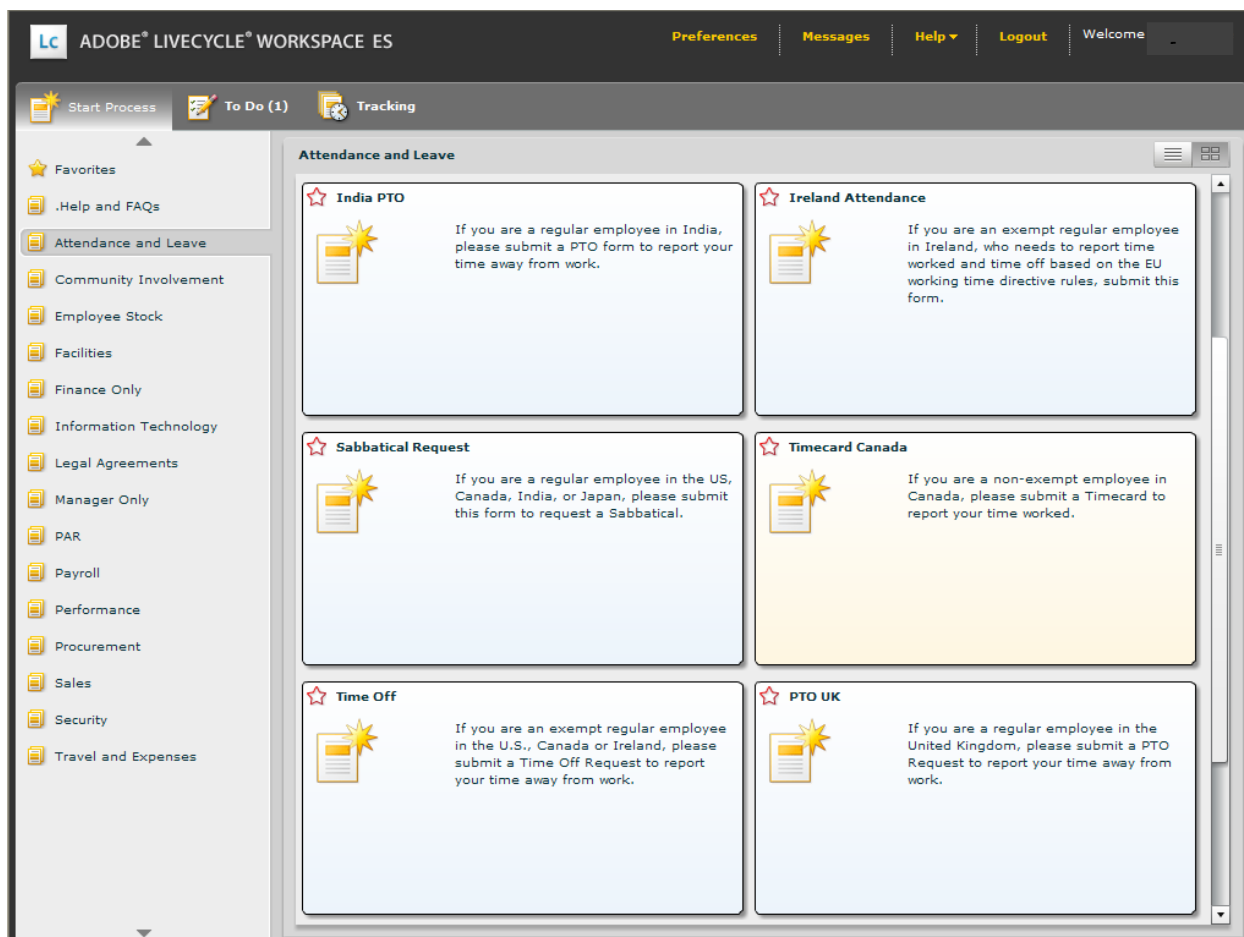 Lc ADOBE® LIVECYCLE® WORKSPACE ES
Preferences
Messages
Help
Logout
Welcome
Start Process
To Do (1)
Tracking
Favorites
.Help and FAQs
Attendance and Leave
Community Involvement
Employee Stock
Facilities
Finance Only
Information Technology
Legal Agreements
Manager Only
PAR
Payroll
Performance
Procurement
Sales
Security
Travel and Expenses
Attendance and Leave
India PTO
If you are a regular employee in India,
please submit a PTO form to report your
time away from work.
Ireland Attendance
If you are an exempt regular employee
in Ireland, who needs to report time
worked and time off based on the EU
working time directive rules, submit this
form.
Sabbatical Request
If you are a regular employee in the US,
Canada, India, or Japan, please submit
this form to request a Sabbatical.
Timecard Canada
If you are a non-exempt employee in
Canada, please submit a Timecard to
report your time worked.
Time Off
If you are an exempt regular employee
in the U.S., Canada or Ireland, please
submit a Time Off Request to report
your time away from work.
PTO UK
If you are a regular employee in the
United Kingdom, please submit a PTO
Request to report your time away from
work.